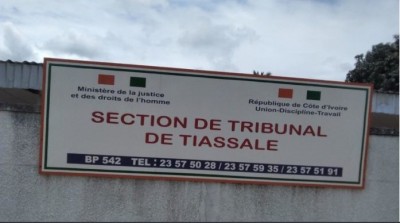 Ministère de la justice
et des droits de l'homme
République de Côte d'Ivoire
Union-Discipline-Travail
SECTION DE TRIBUNAL
DE TIASSALE
BP 542 TEL : 23 57 50 28 / 23 57 59 35 / 23 57 51 91